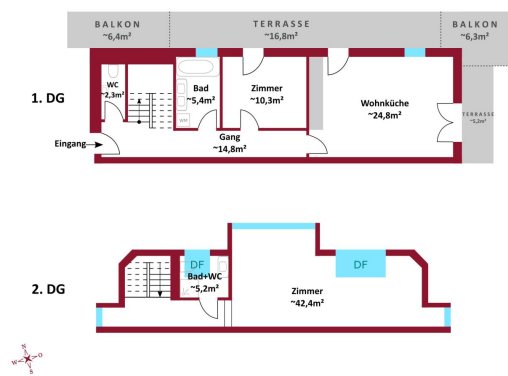 BALKON
~6,4m²
TERRASSE
~16,8m²
BALKON
~6,3m²
1. DG
WC
~2,3m²
Bad
~5,4m²
WM
Zimmer
~10,3m²
Wohnküche
~24,8m²
TERRASSE
~5,2m²
Eingang
Gang
~14,8m²
2. DG
DF
Bad+WC
~5,2m²
DF
Zimmer
~42,4m²
N
W
O
S